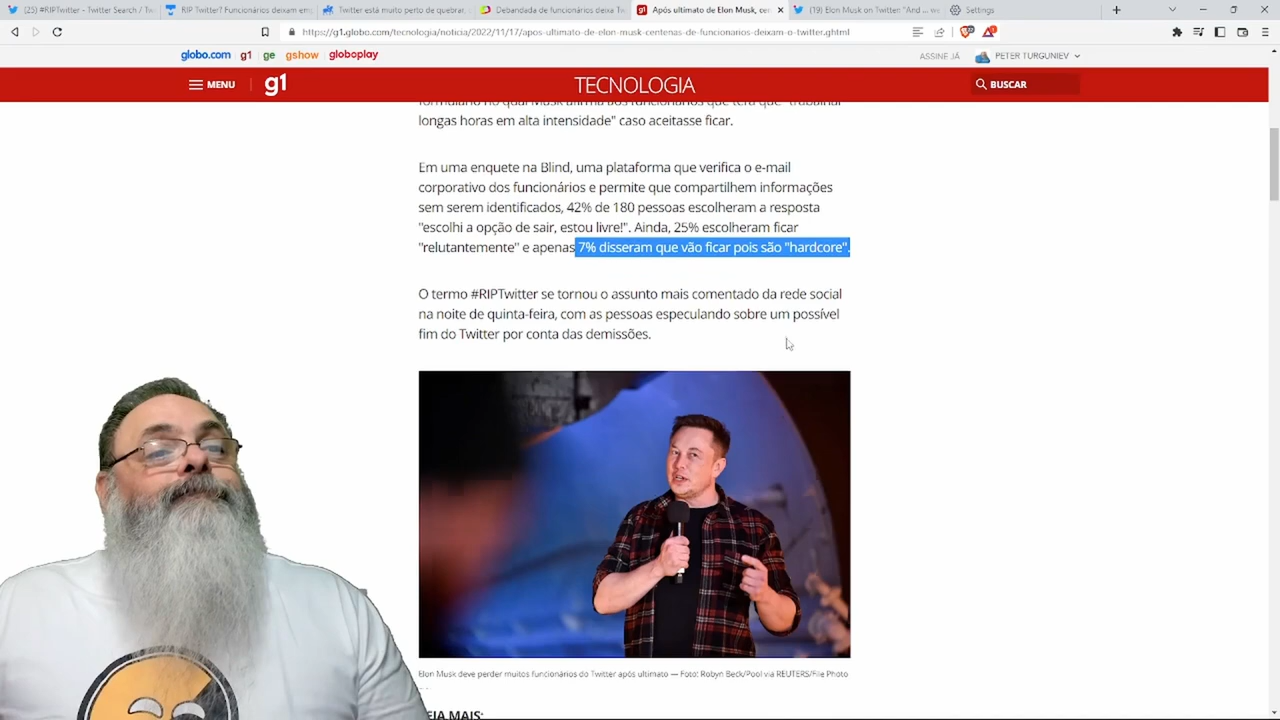 (25) #RIPTwitter - Twitter Search / Tw
RIP Twitter? Funcionários deixam em
Twitter está muito perto de quebrar,
Debandada de funcionários deixa Tw
Após ultimato de Elon Musk, cen
(19) Elon Musk on Twitter: "And ... w
Settings
https://g1.globo.com/tecnologia/noticia/2022/11/17/apos-ultimato-de-elon-musk-centenas-de-funcionarios-deixam-o-twitter.ghtml
globo.com g1 ge gshow globoplay
ASSINE JÁ
PETER TURGUNIEV
MENU
g1
TECNOLOGIA
BUSCAR
formulário no qual Musk afirma aos funcionários que terá que "trabalhar
longas horas em alta intensidade" caso aceitasse ficar.
Em uma enquete na Blind, uma plataforma que verifica o e-mail
corporativo dos funcionários e permite que compartilhem informações
sem serem identificados, 42% de 180 pessoas escolheram a resposta
"escolhi a opção de sair, estou livre!". Ainda, 25% escolheram ficar
"relutantemente" e apenas 7% disseram que vão ficar pois são "hardcore".
O termo #RIPTwitter se tornou o assunto mais comentado da rede social
na noite de quinta-feira, com as pessoas especulando sobre um possível
fim do Twitter por conta das demissões.
Elon Musk deve perder muitos funcionários do Twitter após ultimato — Foto: Robyn Beck/Pool via REUTERS/File Photo
LEIA MAIS: